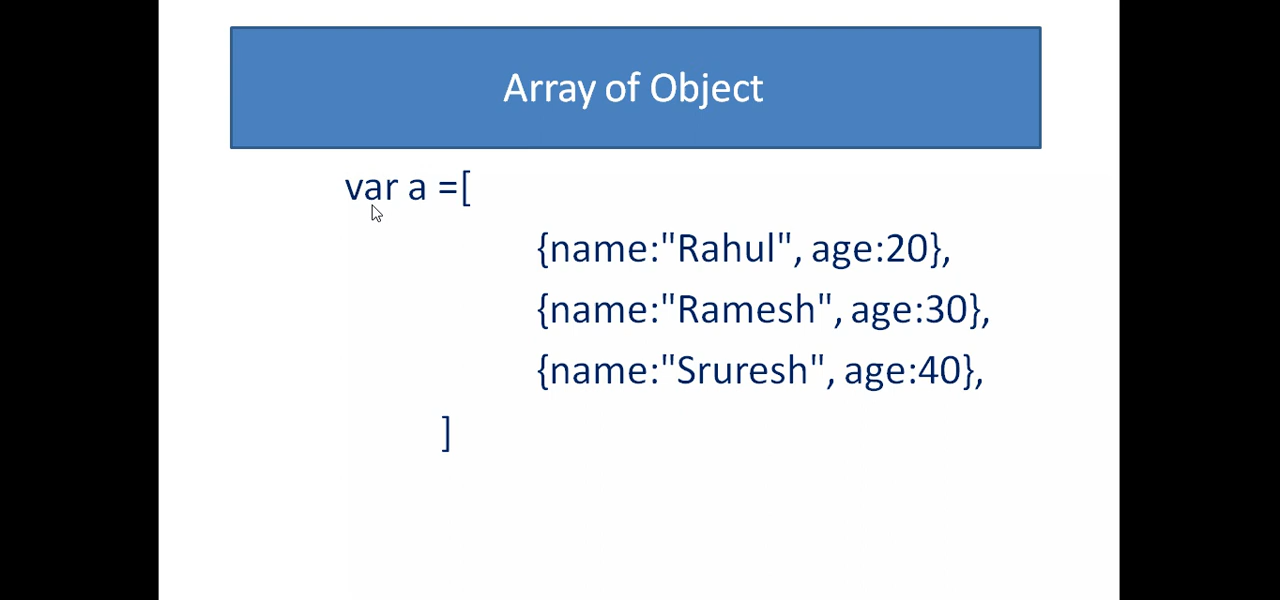 Array of Object
var a =[
{name:"Rahul", age:20},
{name:"Ramesh", age:30},
{name:"Sruresh", age:40},
]